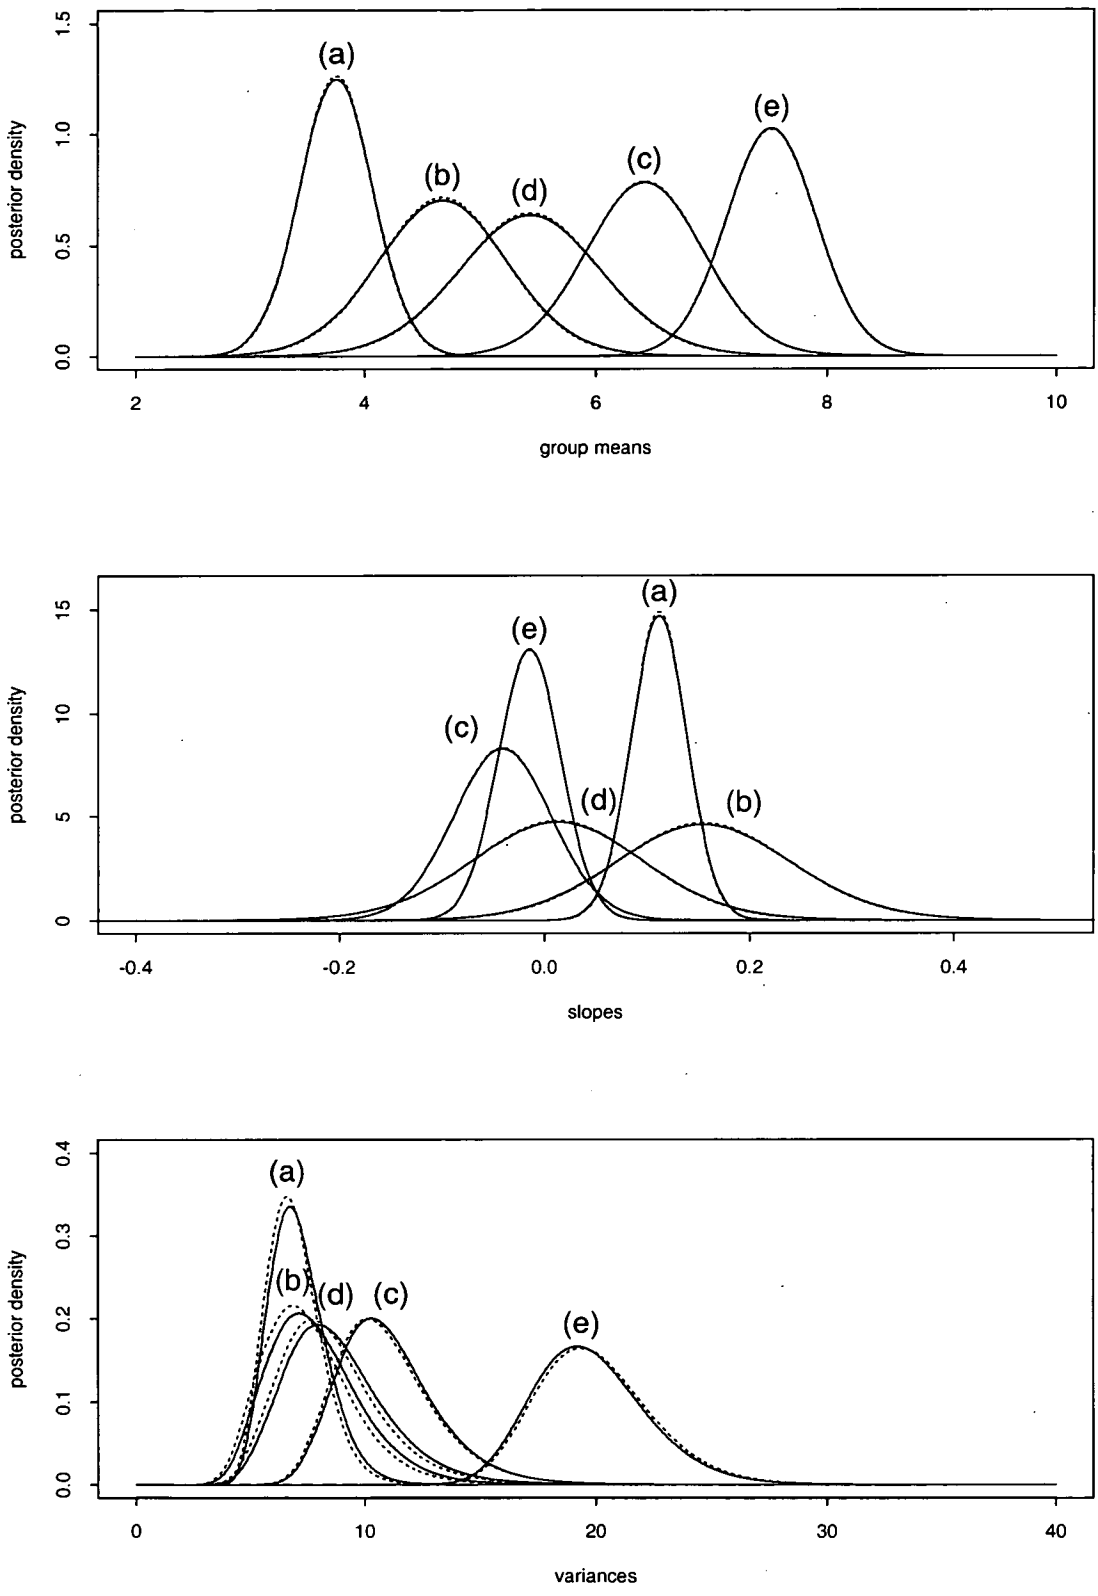 (a)
(e)
(c)
(b)
(d)
posterior density
0.0 0.5 1.0 1.5
2 4 6 8 10
group means
(a)
(e)
(c)
(d)
(b)
posterior density
0 5 10 15
-0.4 -0.2 0.0 0.2 0.4
slopes
(a)
(b)
(d)
(c)
(e)
posterior density
0.0 0.1 0.2 0.3 0.4
0 10 20 30 40
variances